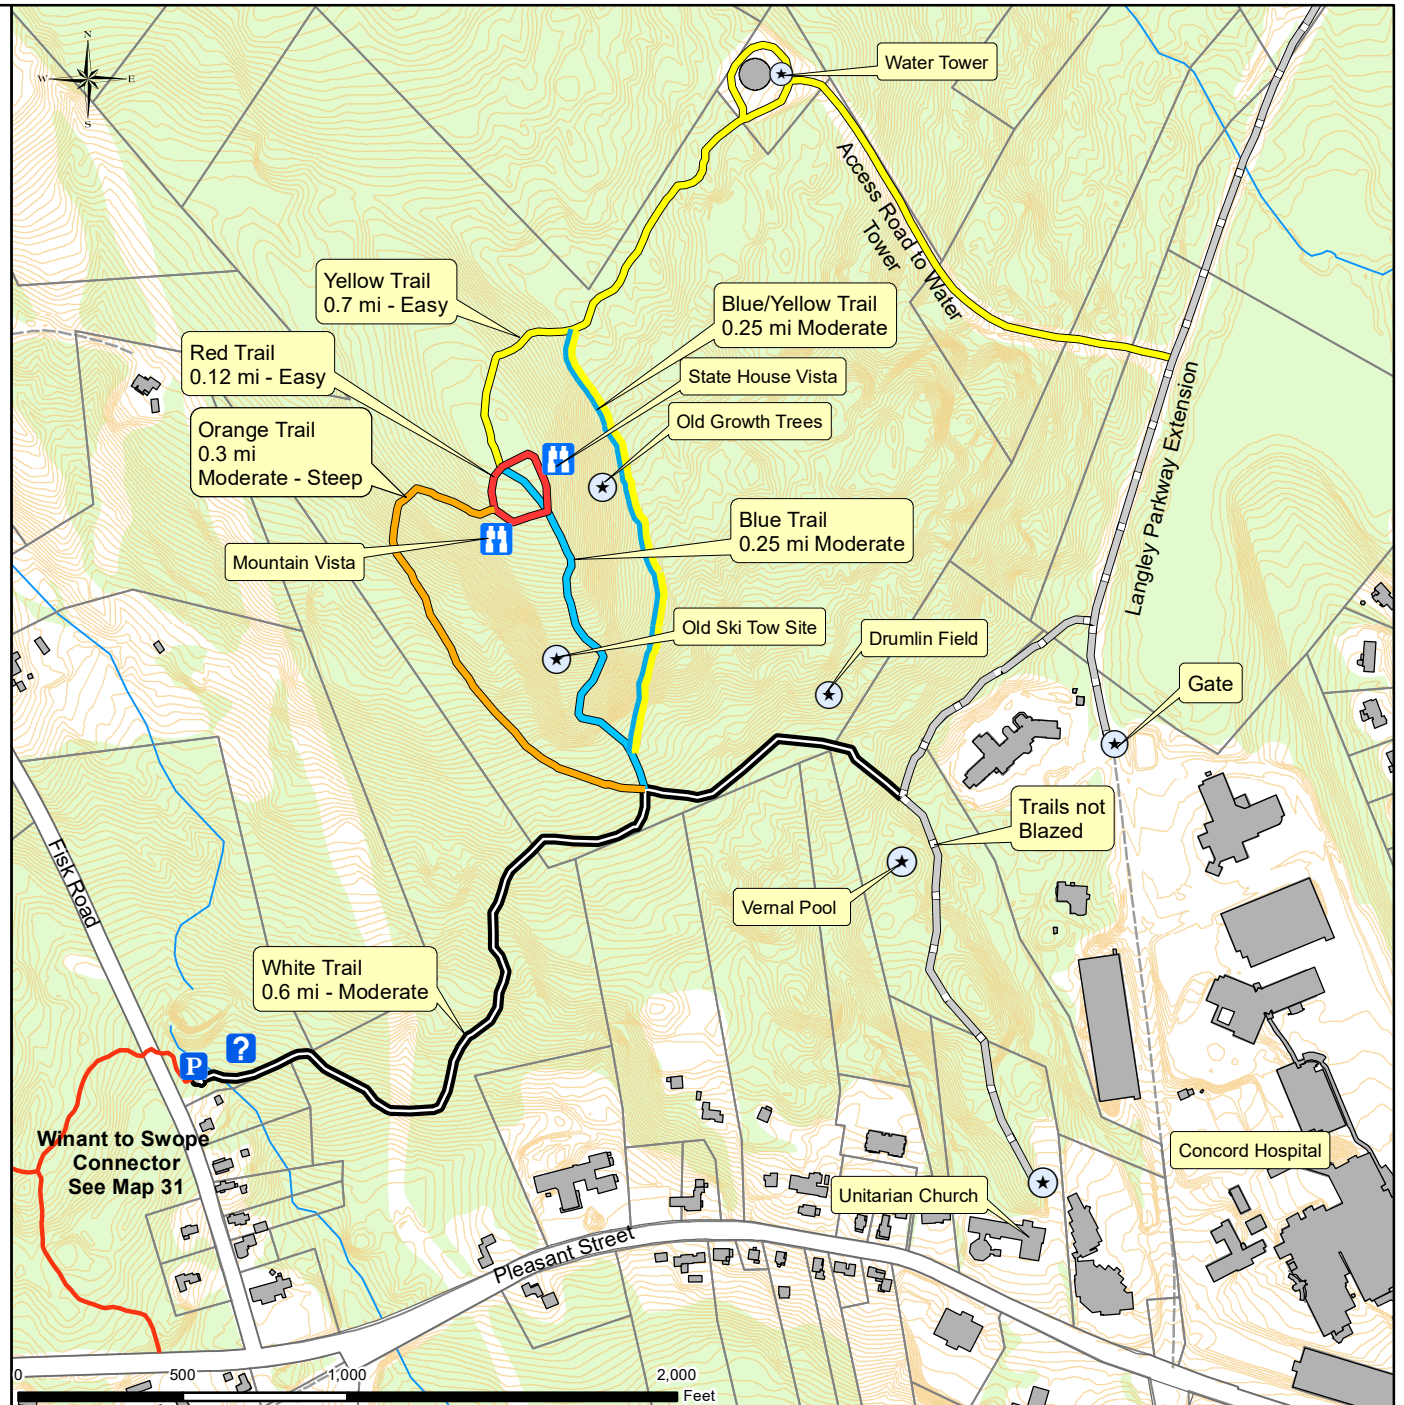 N
W E
S
Water Tower
Access Road to Water
Tower
Yellow Trail
0.7 mi - Easy
Blue/Yellow Trail
0.25 mi Moderate
Red Trail
0.12 mi - Easy
State House Vista
Old Growth Trees
Orange Trail
0.3 mi
Moderate - Steep
Langley Parkway Extension
Blue Trail
0.25 mi Moderate
Mountain Vista
Old Ski Tow Site
Drumlin Field
Gate
Trails not
Blazed
Fisk Road
Vernal Pool
White Trail
0.6 mi - Moderate
P
?
Winant to Swope
Connector
See Map 31
Concord Hospital
Unitarian Church
Pleasant Street
0 500 1,000 2,000
Feet